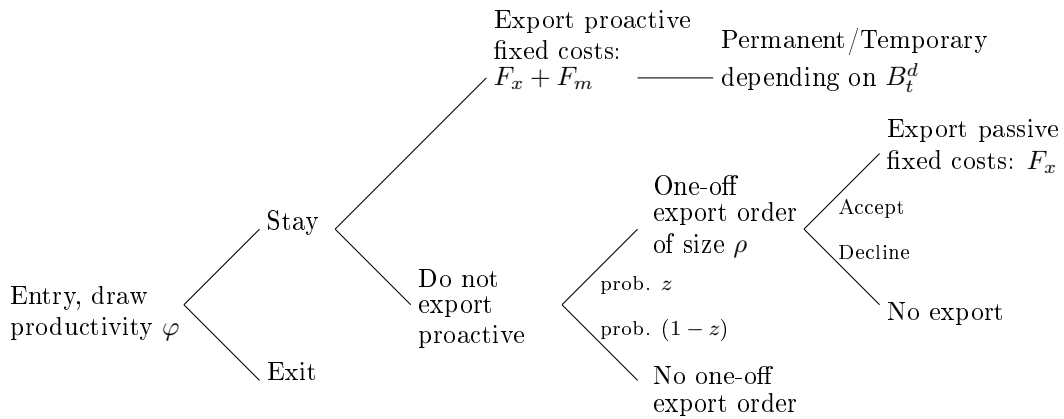 Export proactive
fixed costs:
$F_x + F_m$
Permanent/Temporary
depending on $B_t^d$
Export passive
fixed costs: $F_x$
One-off
export order
of size $\rho$
Accept
Decline
Stay
Do not
export
proactive
prob. $z$
prob. $(1 - z)$
No export
Entry, draw
productivity $\varphi$
Exit
No one-off
export order